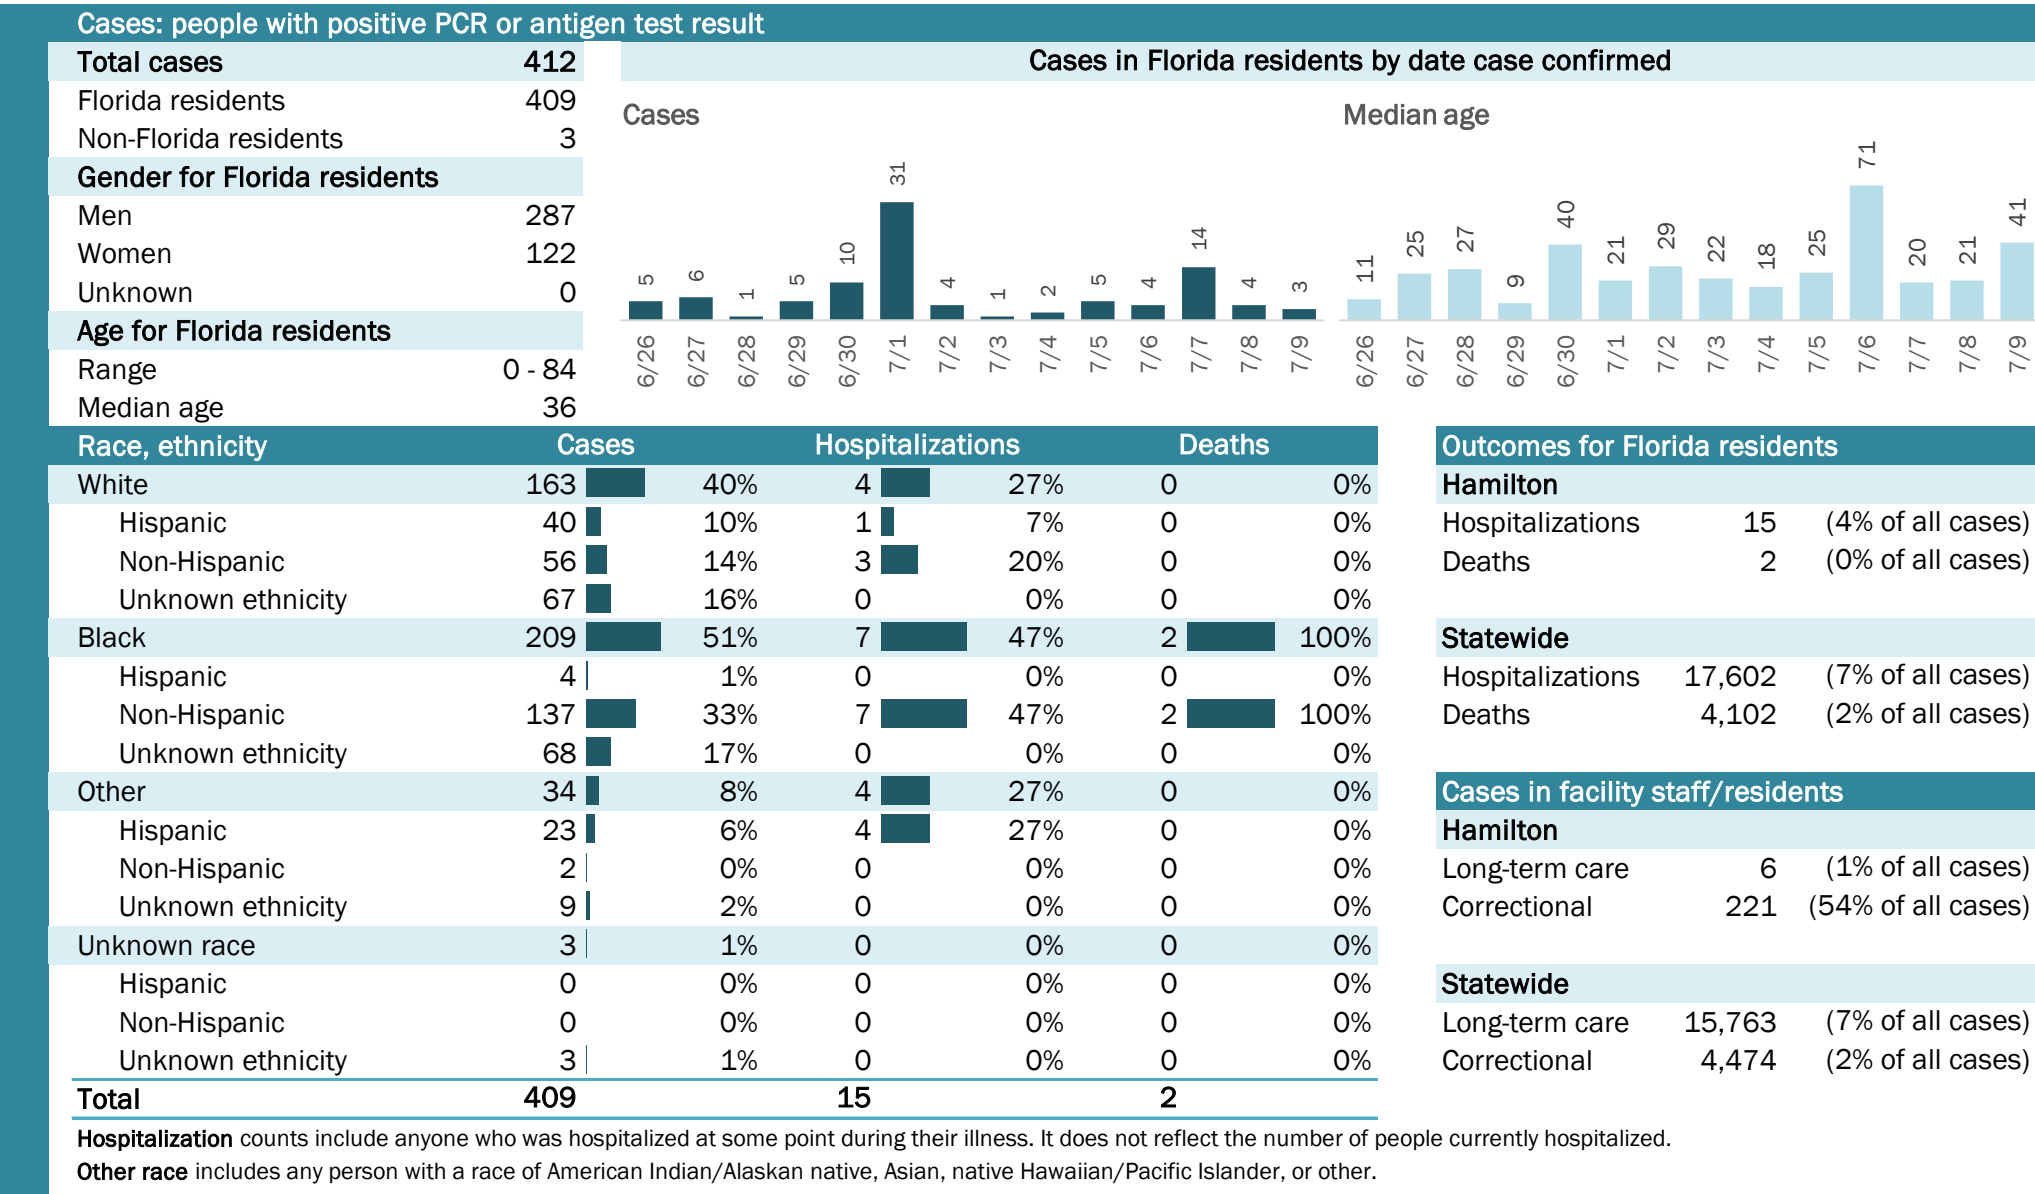 Cases: people with positive PCR or antigen test result
Total cases 412
Florida residents 409
Non-Florida residents 3
Gender for Florida residents
Men 287
Women 122
Unknown 0
Age for Florida residents
Range 0 - 84
Median age 36
Cases in Florida residents by date case confirmed
Cases
5 6 1 5 10 31 4 1 2 5 4 14 4 3
6/26 6/27 6/28 6/29 6/30 7/1 7/2 7/3 7/4 7/5 7/6 7/7 7/8 7/9
Median age
11 25 27 9 40 21 29 22 18 25 71 20 21 41
6/26 6/27 6/28 6/29 6/30 7/1 7/2 7/3 7/4 7/5 7/6 7/7 7/8 7/9
Race, ethnicity Cases Hospitalizations Deaths
White 163 40% 4 27% 0 0%
Hispanic 40 10% 1 7% 0 0%
Non-Hispanic 56 14% 3 20% 0 0%
Unknown ethnicity 67 16% 0 0% 0 0%
Black 209 51% 7 47% 2 100%
Hispanic 4 1% 0 0% 0 0%
Non-Hispanic 137 33% 7 47% 2 100%
Unknown ethnicity 68 17% 0 0% 0 0%
Other 34 8% 4 27% 0 0%
Hispanic 23 6% 4 27% 0 0%
Non-Hispanic 2 0% 0 0% 0 0%
Unknown ethnicity 9 2% 0 0% 0 0%
Unknown race 3 1% 0 0% 0 0%
Hispanic 0 0% 0 0% 0 0%
Non-Hispanic 0 0% 0 0% 0 0%
Unknown ethnicity 3 1% 0 0% 0 0%
Total 409 15 2
Outcomes for Florida residents
Hamilton
Hospitalizations 15 (4% of all cases)
Deaths 2 (0% of all cases)
Statewide
Hospitalizations 17,602 (7% of all cases)
Deaths 4,102 (2% of all cases)
Cases in facility staff/residents
Hamilton
Long-term care 6 (1% of all cases)
Correctional 221 (54% of all cases)
Statewide
Long-term care 15,763 (7% of all cases)
Correctional 4,474 (2% of all cases)
Hospitalization counts include anyone who was hospitalized at some point during their illness. It does not reflect the number of people currently hospitalized.
Other race includes any person with a race of American Indian/Alaskan native, Asian, native Hawaiian/Pacific Islander, or other.